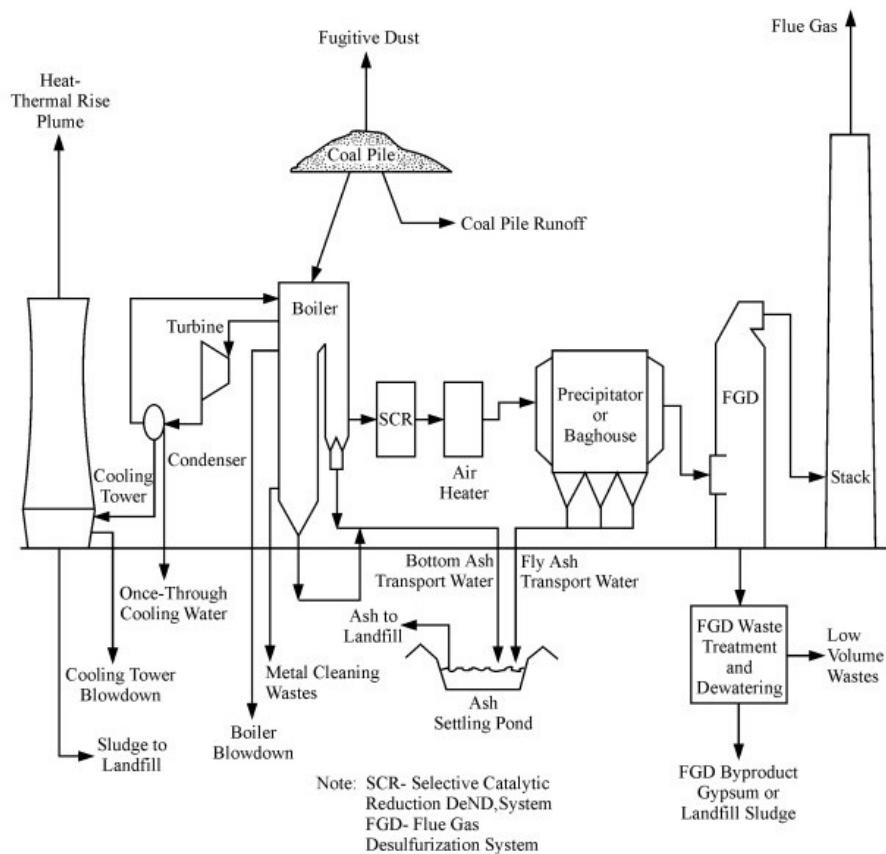 Flue Gas
Fugitive Dust
Heat-
Thermal Rise
Plume
Coal Pile
Coal Pile Runoff
Boiler
Turbine
Precipitator
or
Baghouse
FGD
SCR
Condenser
Air
Heater
Cooling
Tower
Stack
Bottom Ash
Transport Water
Fly Ash
Transport Water
Once-Through
Cooling Water
Ash to
Landfill
FGD Waste
Treatment
and
Dewatering
Low
Volume
Wastes
Cooling Tower
Blowdown
Metal Cleaning
Wastes
Ash
Settling Pond
Boiler
Blowdown
Sludge to
Landfill
FGD Byproduct
Gypsum or
Landfill Sludge
Note: SCR- Selective Catalytic
Reduction DeND,System
FGD- Flue Gas
Desulfurization System